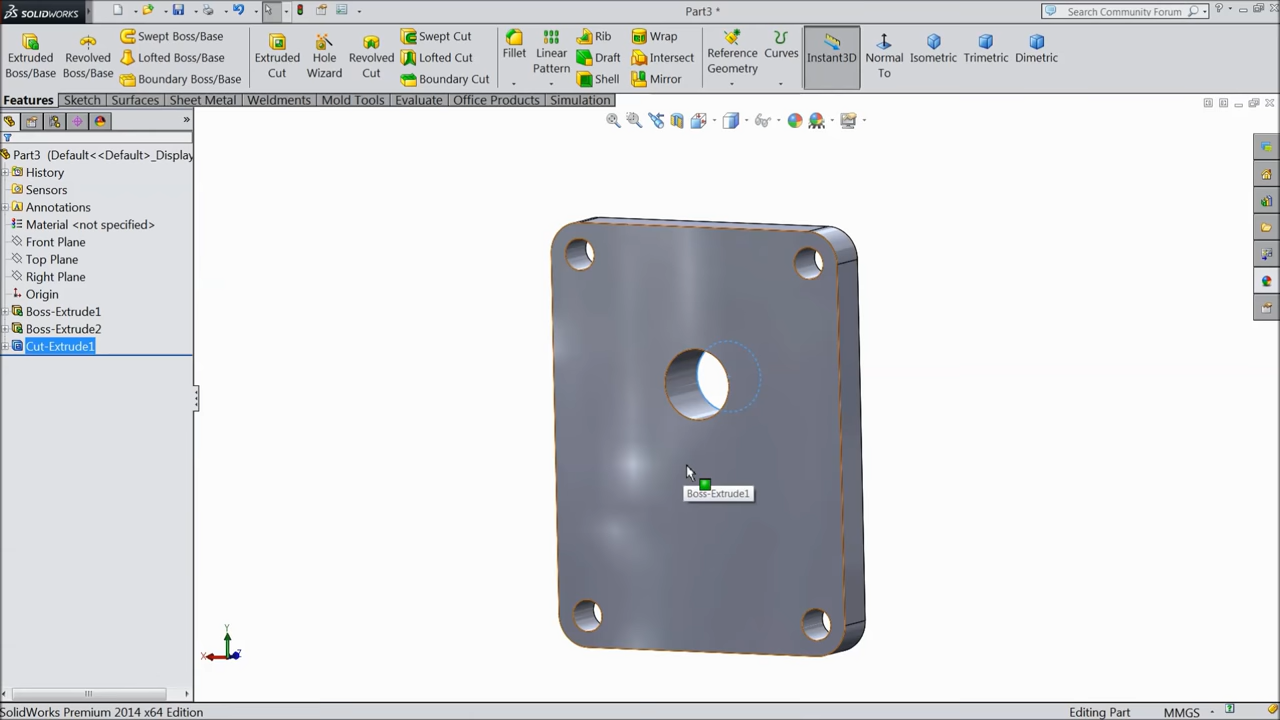 SOLIDWORKS
Part3 *
Search Community Forum
Extruded Boss/Base
Revolved Boss/Base
Swept Boss/Base
Lofted Boss/Base
Boundary Boss/Base
Extruded Cut
Hole Wizard
Revolved Cut
Swept Cut
Lofted Cut
Boundary Cut
Fillet
Linear Pattern
Rib
Draft
Shell
Wrap
Intersect
Mirror
Reference Geometry
Curves
Instant3D
Normal To
Isometric
Trimetric
Dimetric
Features
Sketch
Surfaces
Sheet Metal
Weldments
Mold Tools
Evaluate
Office Products
Simulation
Part3 (Default<<Default>_Display
History
Sensors
Annotations
Material <not specified>
Front Plane
Top Plane
Right Plane
Origin
Boss-Extrude1
Boss-Extrude2
Cut-Extrude1
Boss-Extrude1
Y
X
Z
SolidWorks Premium 2014 x64 Edition
Editing Part
MMGS